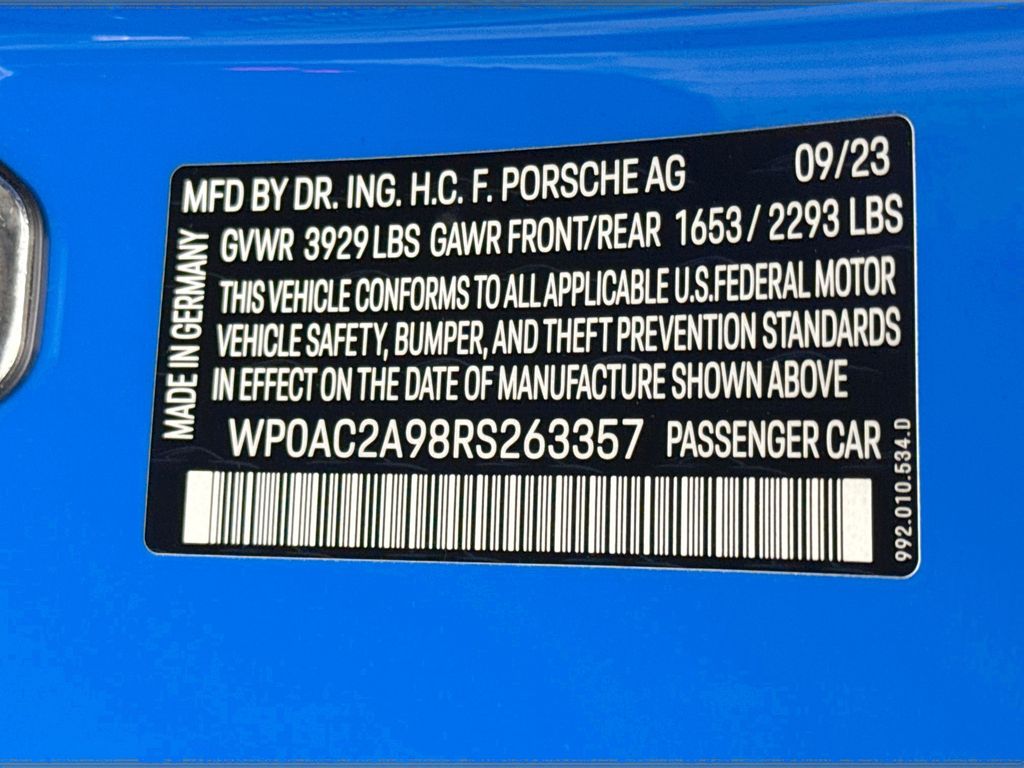 MFD BY DR. ING. H.C. F. PORSCHE AG 09/23
GVWR 3929 LBS GAWR FRONT/REAR 1653 / 2293 LBS
THIS VEHICLE CONFORMS TO ALL APPLICABLE U.S.FEDERAL MOTOR
VEHICLE SAFETY, BUMPER, AND THEFT PREVENTION STANDARDS
IN EFFECT ON THE DATE OF MANUFACTURE SHOWN ABOVE
WP0AC2A98RS263357 PASSENGER CAR
MADE IN GERMANY
992.010.534.D